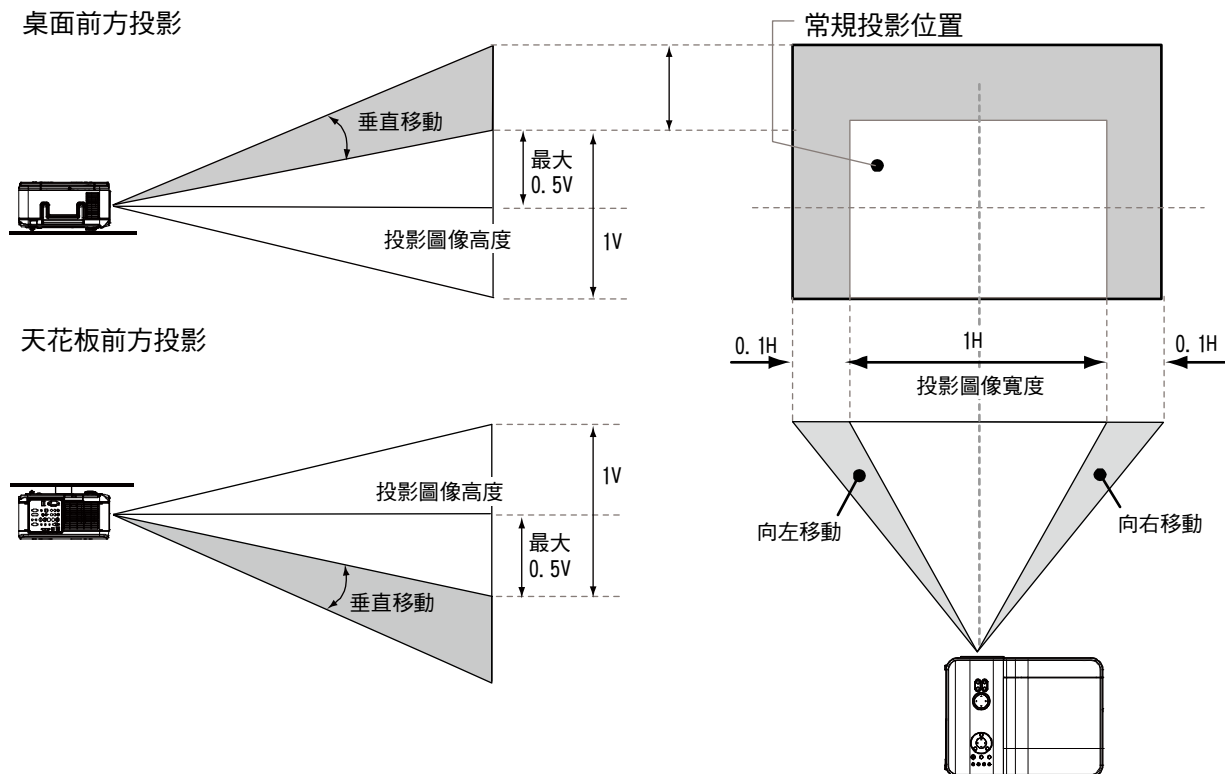 桌面前方投影
常規投影位置
垂直移動
最大
0.5V
投影圖像高度
1V
天花板前方投影
0.1H
1H
0.1H
投影圖像寬度
1V
投影圖像高度
最大
0.5V
垂直移動
向左移動
向右移動